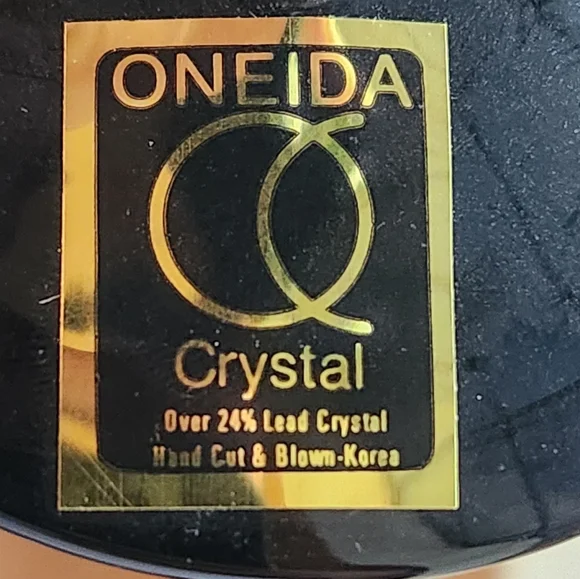 ONEIDA
Crystal
Over 24% Lead Crystal
Hand Cut & Blown-Korea